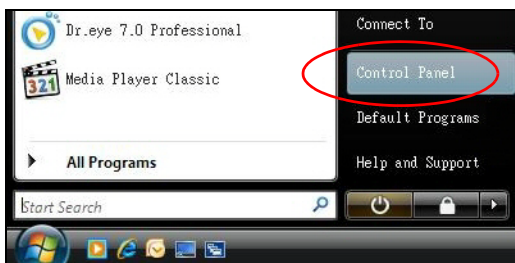 Dr.eye 7.0 Professional
321 Media Player Classic
All Programs
Start Search
Connect To
Control Panel
Default Programs
Help and Support